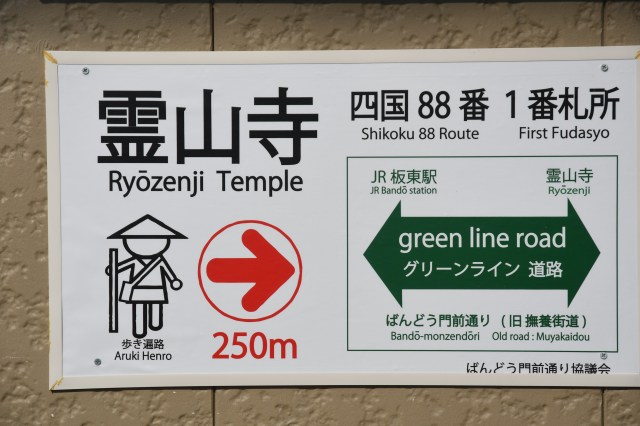 霊山寺
Ryōzenji Temple
四国 88 番 1 番札所
Shikoku 88 Route First Fudasyo
歩き遍路
Aruki Henro
250m
JR 板東駅 霊山寺
JR Bandō station Ryōzenji
green line road
グリーンライン 道路
ばんどう門前通り (旧 撫養街道)
Bandō-monzendōri Old road : Muyakaidou
ばんどう門前通り協議会